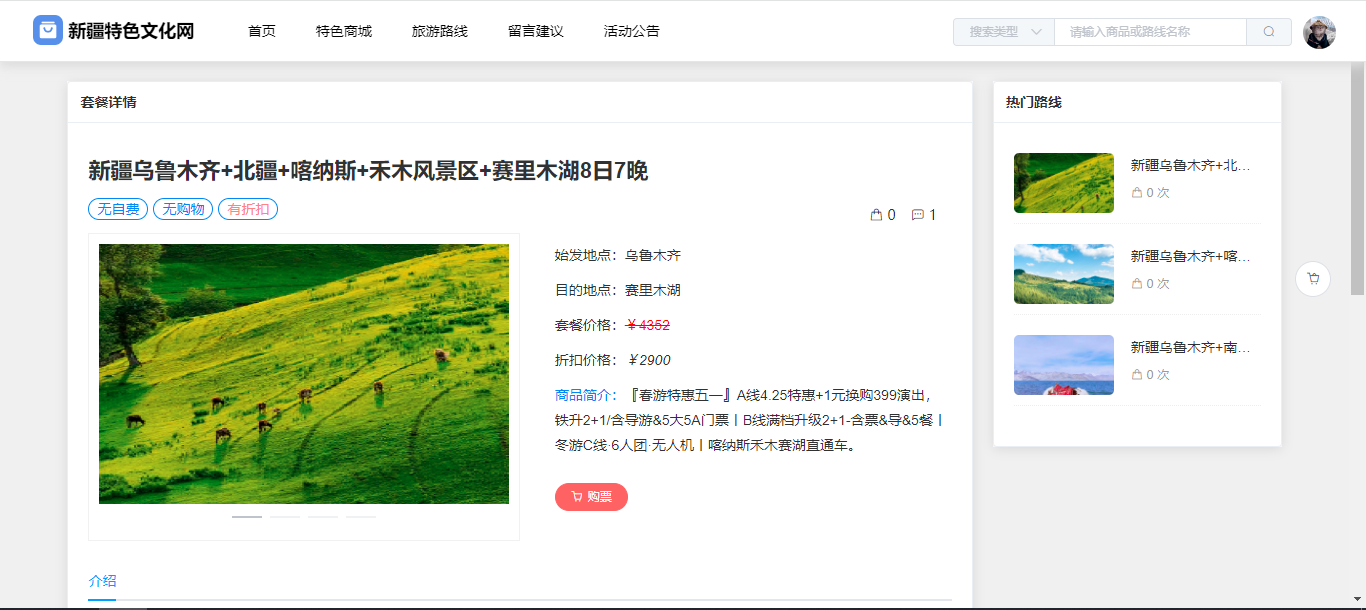 新疆特色文化网
首页
特色商城
旅游路线
留言建议
活动公告
搜索类型
请输入商品或路线名称
套餐详情
新疆乌鲁木齐+北疆+喀纳斯+禾木风景区+赛里木湖8日7晚
无自费
无购物
有折扣
0
1
始发地点：乌鲁木齐
目的地点：赛里木湖
套餐价格：￥4352
折扣价格：￥2900
商品简介：『春游特惠五一』A线4.25特惠+1元换购399演出，
铁升2+1/含导游&5大5A门票丨B线满档升级2+1-含票&导&5餐丨
冬游C线·6人团·无人机丨喀纳斯禾木赛湖直通车。
购票
介绍
热门路线
新疆乌鲁木齐+北...
0 次
新疆乌鲁木齐+喀...
0 次
新疆乌鲁木齐+南...
0 次